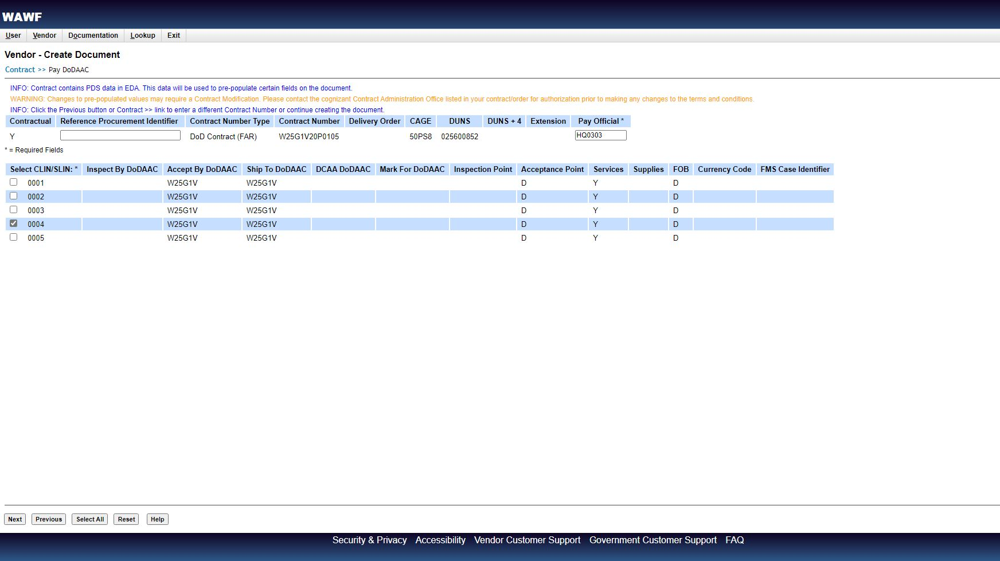 WAWF
User Vendor Documentation Lookup Exit
Vendor - Create Document
Contract >> Pay DoDAAC
INFO: Contract contains PDS data in EDA. This data will be used to pre-populate certain fields on the document.
WARNING: Changes to pre-populated values may require a Contract Modification. Please contact the cognizant Contract Administration Office listed in your contract/order for authorization prior to making any changes to the terms and conditions.
INFO: Click the Previous button or Contract >> link to enter a different Contract Number or continue creating the document.
Contractual Reference Procurement Identifier Contract Number Type Contract Number Delivery Order CAGE DUNS DUNS + 4 Extension Pay Official *
Y DoD Contract (FAR) W25G1V20P0105 50PS8 025600852 HQ0303
* = Required Fields
Select CLIN/SLIN: * Inspect By DoDAAC Accept By DoDAAC Ship To DoDAAC DCAA DoDAAC Mark For DoDAAC Inspection Point Acceptance Point Services Supplies FOB Currency Code FMS Case Identifier
0001 W25G1V W25G1V D Y D
0002 W25G1V W25G1V D Y D
0003 W25G1V W25G1V D Y D
0004 W25G1V W25G1V D Y D
0005 W25G1V W25G1V D Y D
Next Previous Select All Reset Help
Security & Privacy Accessibility Vendor Customer Support Government Customer Support FAQ